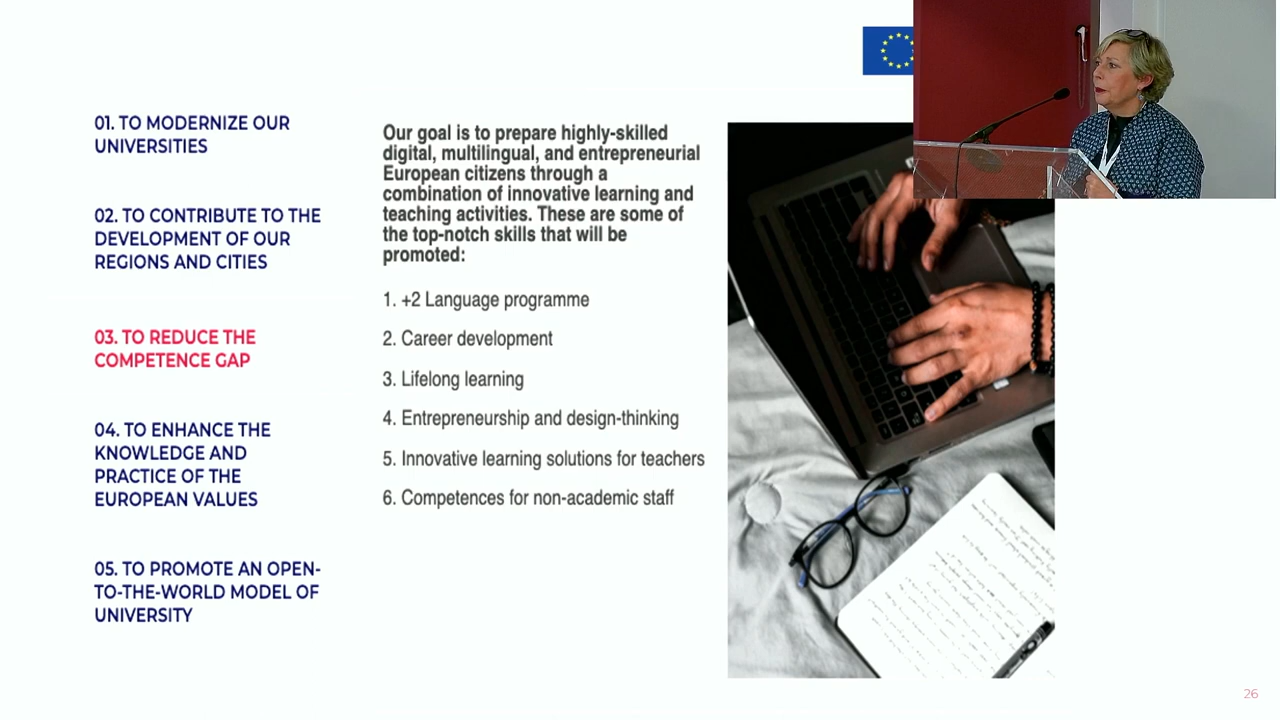 01. TO MODERNIZE OUR
UNIVERSITIES
02. TO CONTRIBUTE TO THE
DEVELOPMENT OF OUR
REGIONS AND CITIES
03. TO REDUCE THE
COMPETENCE GAP
04. TO ENHANCE THE
KNOWLEDGE AND
PRACTICE OF THE
EUROPEAN VALUES
05. TO PROMOTE AN OPEN-
TO-THE-WORLD MODEL OF
UNIVERSITY
Our goal is to prepare highly-skilled
digital, multilingual, and entrepreneurial
European citizens through a
combination of innovative learning and
teaching activities. These are some of
the top-notch skills that will be
promoted:
1. +2 Language programme
2. Career development
3. Lifelong learning
4. Entrepreneurship and design-thinking
5. Innovative learning solutions for teachers
6. Competences for non-academic staff
26